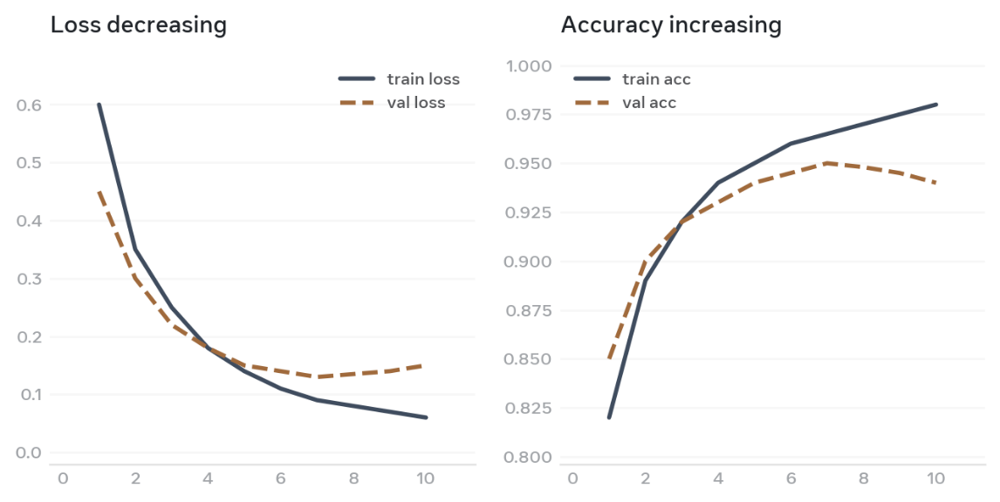 Loss decreasing
train loss
val loss
0.6
0.5
0.4
0.3
0.2
0.1
0.0
0 2 4 6 8 10
Accuracy increasing
train acc
val acc
1.000
0.975
0.950
0.925
0.900
0.875
0.850
0.825
0.800
0 2 4 6 8 10